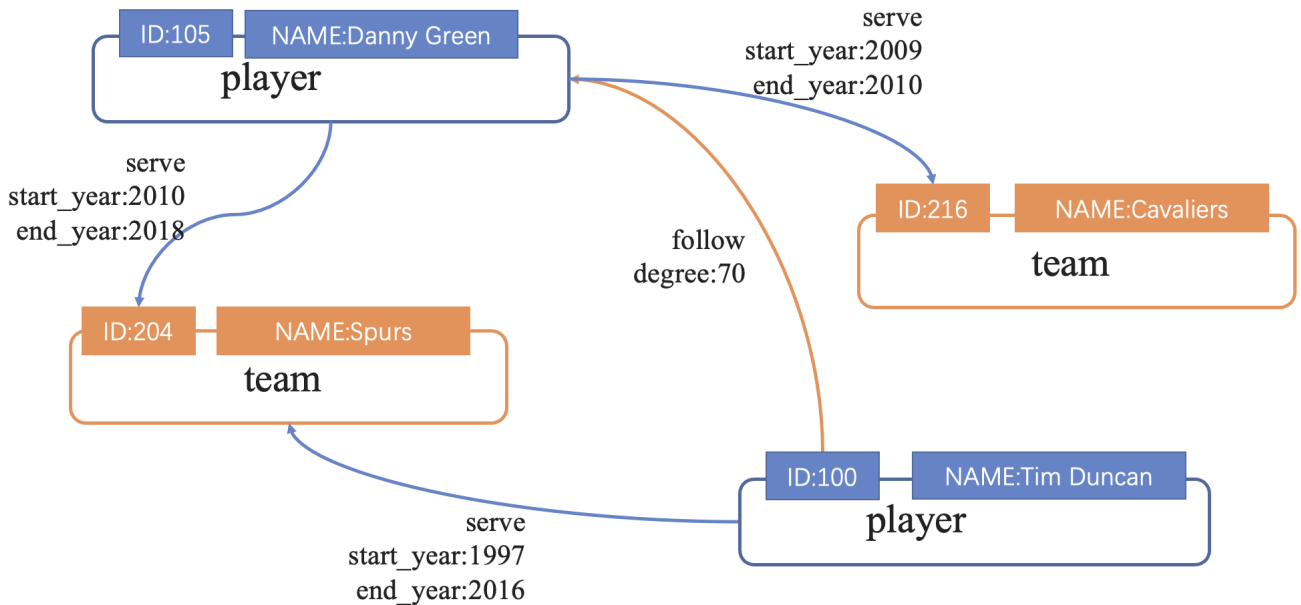 ID:105
NAME:Danny Green
player
serve
start_year:2009
end_year:2010
serve
start_year:2010
end_year:2018
ID:216
NAME:Cavaliers
team
follow
degree:70
ID:204
NAME:Spurs
team
ID:100
NAME:Tim Duncan
player
serve
start_year:1997
end_year:2016